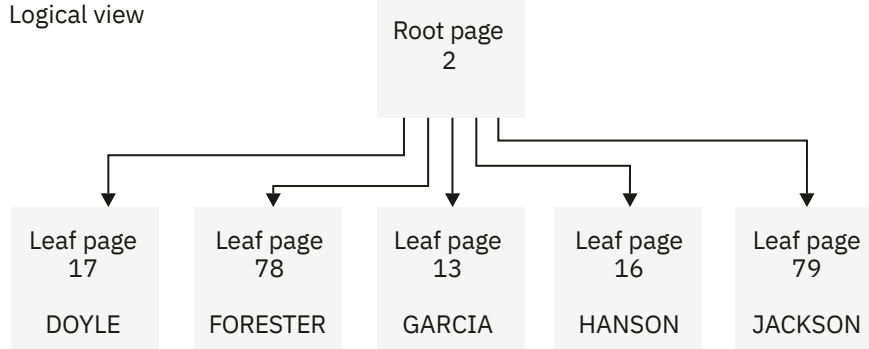 Logical view
Root page
2
Leaf page
17
DOYLE
Leaf page
78
FORESTER
Leaf page
13
GARCIA
Leaf page
16
HANSON
Leaf page
79
JACKSON